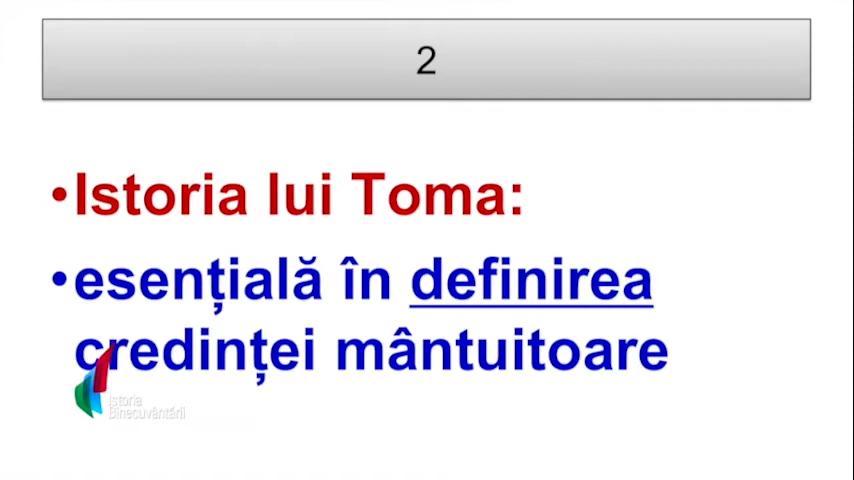 2
•Istoria lui Toma:
•esențială în definirea
credinței mântuitoare
Istoria
Binecuvântării